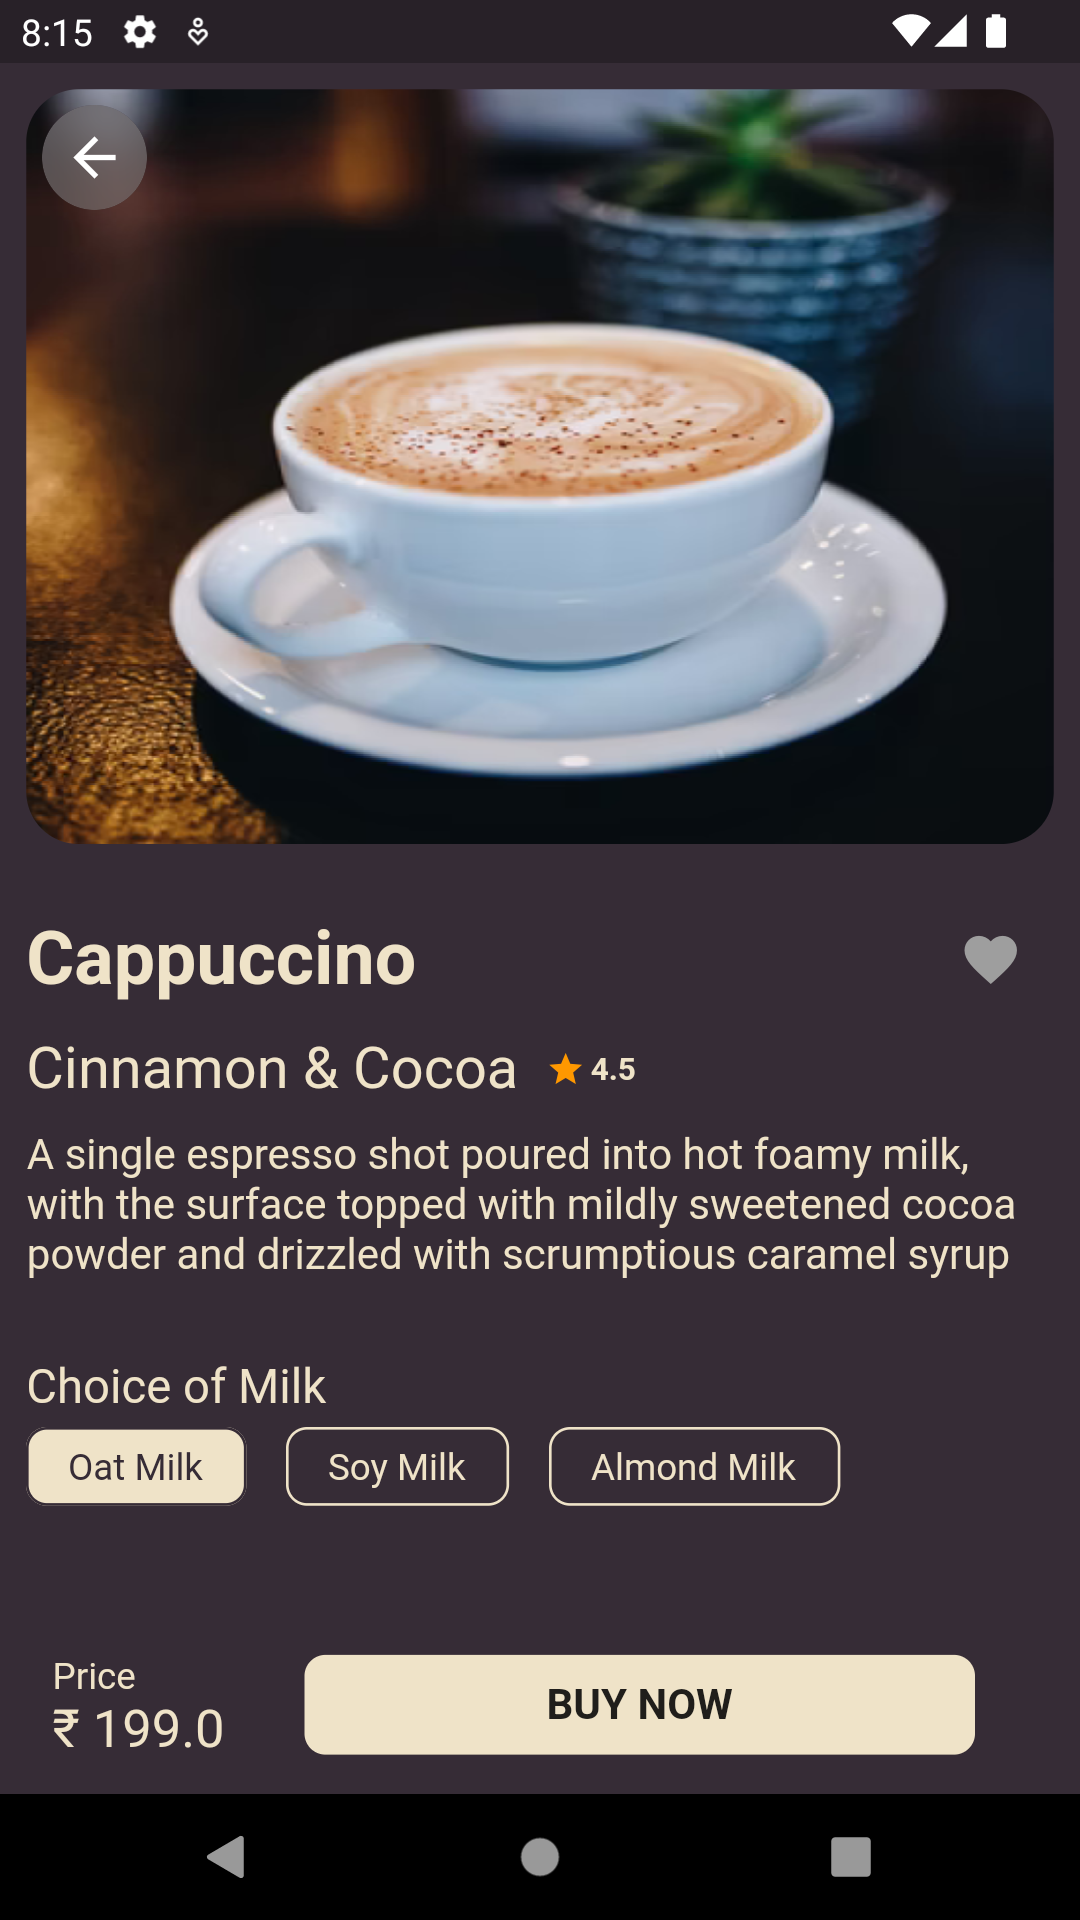 8:15
Cappuccino
Cinnamon & Cocoa 4.5
A single espresso shot poured into hot foamy milk,
with the surface topped with mildly sweetened cocoa
powder and drizzled with scrumptious caramel syrup
Choice of Milk
Oat Milk Soy Milk Almond Milk
Price
₹ 199.0
BUY NOW